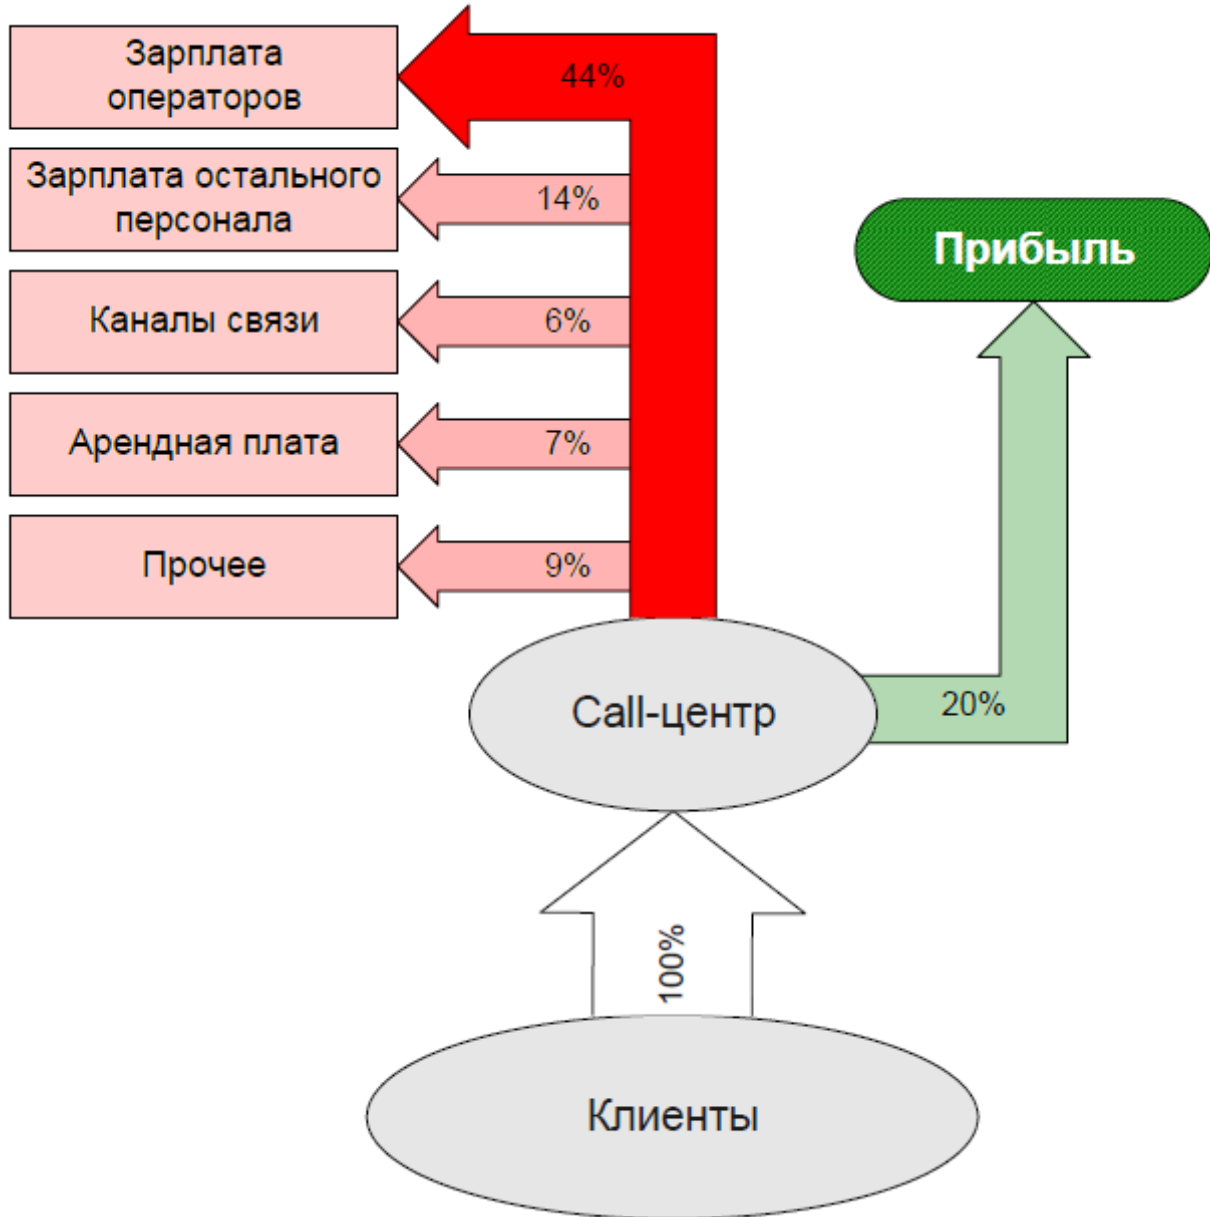 Зарплата
операторов
44%
Зарплата остального
персонала
14%
Прибыль
Каналы связи
6%
Арендная плата
7%
Прочее
9%
Call-центр
20%
100%
Клиенты